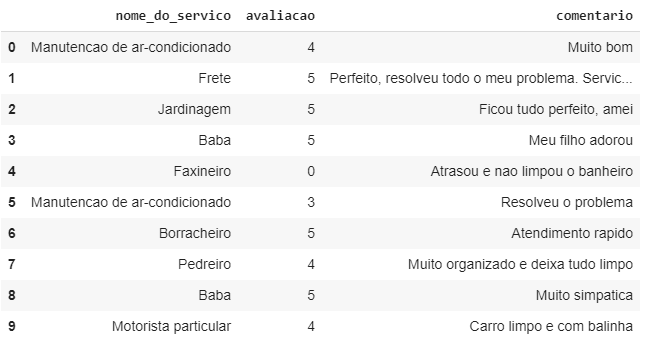 nome_do_servico avaliacao comentario
0 Manutencao de ar-condicionado 4 Muito bom
1 Frete 5 Perfeito, resolveu todo o meu problema. Servic...
2 Jardinagem 5 Ficou tudo perfeito, amei
3 Baba 5 Meu filho adorou
4 Faxineiro 0 Atrasou e nao limpou o banheiro
5 Manutencao de ar-condicionado 3 Resolveu o problema
6 Borracheiro 5 Atendimento rapido
7 Pedreiro 4 Muito organizado e deixa tudo limpo
8 Baba 5 Muito simpatica
9 Motorista particular 4 Carro limpo e com balinha